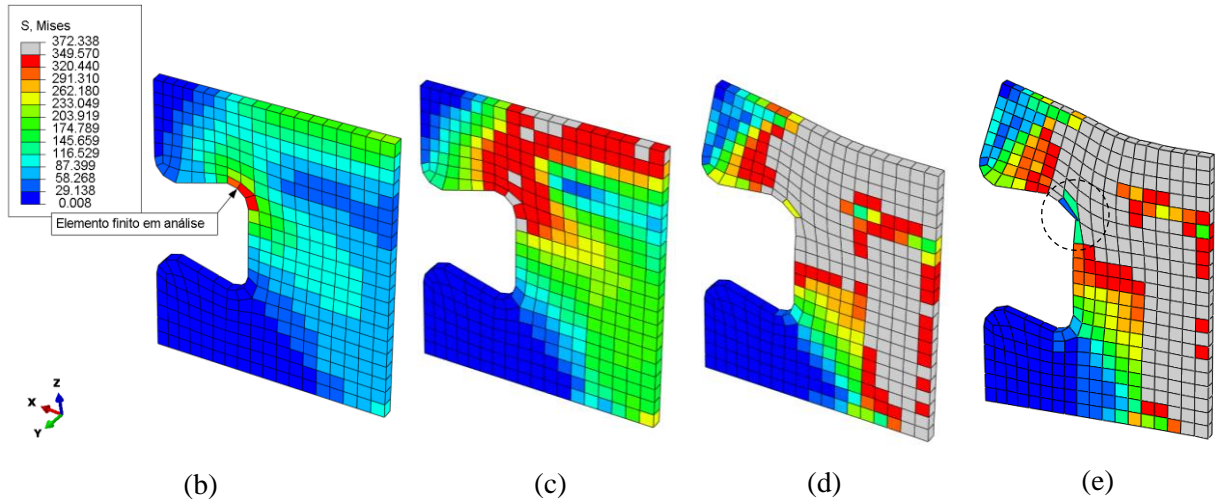 S, Mises
372.338
349.570
320.440
291.310
262.180
233.049
203.919
174.789
145.659
116.529
87.399
58.268
29.138
0.008
Elemento finito em análise
Z
X
Y
(b)
(c)
(d)
(e)